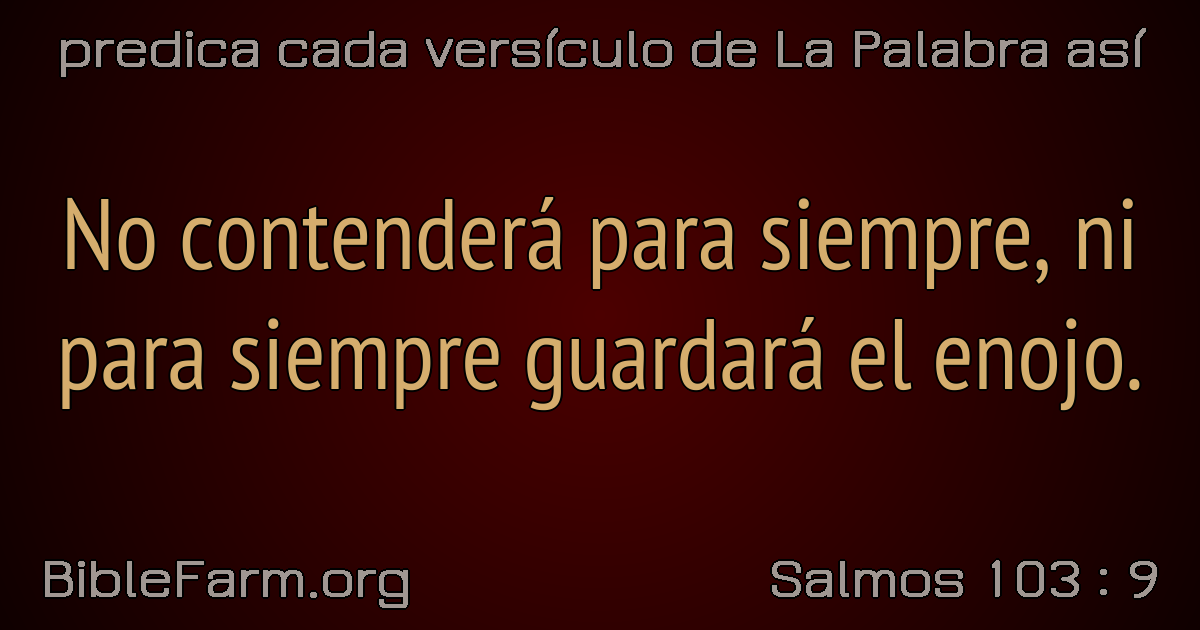 predica cada versículo de La Palabra así
No contenderá para siempre, ni
para siempre guardará el enojo.
BibleFarm.org
Salmos 103 : 9